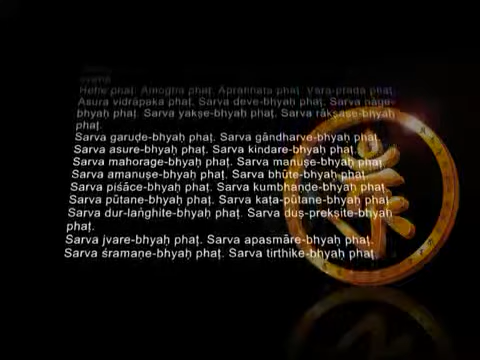 svāhā
Hehe phaṭ. Amogha phaṭ. Apratihata phaṭ. Vara-prada phaṭ.
Asura vidrāpaka phaṭ. Sarva deve-bhyaḥ phaṭ. Sarva nāge-
bhyaḥ phaṭ. Sarva yakṣe-bhyaḥ phaṭ. Sarva rākṣase-bhyaḥ
phaṭ.
Sarva garuḍe-bhyaḥ phaṭ. Sarva gāndharve-bhyaḥ phaṭ.
Sarva asure-bhyaḥ phaṭ. Sarva kindare-bhyaḥ phaṭ.
Sarva mahorage-bhyaḥ phaṭ. Sarva manuṣe-bhyaḥ phaṭ.
Sarva amanuṣe-bhyaḥ phaṭ. Sarva bhūte-bhyaḥ phaṭ.
Sarva piśāce-bhyaḥ phaṭ. Sarva kumbhaṇḍe-bhyaḥ phaṭ.
Sarva pūtane-bhyaḥ phaṭ. Sarva kaṭa-pūtane-bhyaḥ phaṭ.
Sarva dur-laṅghite-bhyaḥ phaṭ. Sarva duṣ-prekṣite-bhyaḥ
phaṭ.
Sarva jvare-bhyaḥ phaṭ. Sarva apasmāre-bhyaḥ phaṭ.
Sarva śramaṇe-bhyaḥ phaṭ. Sarva tirthike-bhyaḥ phaṭ.